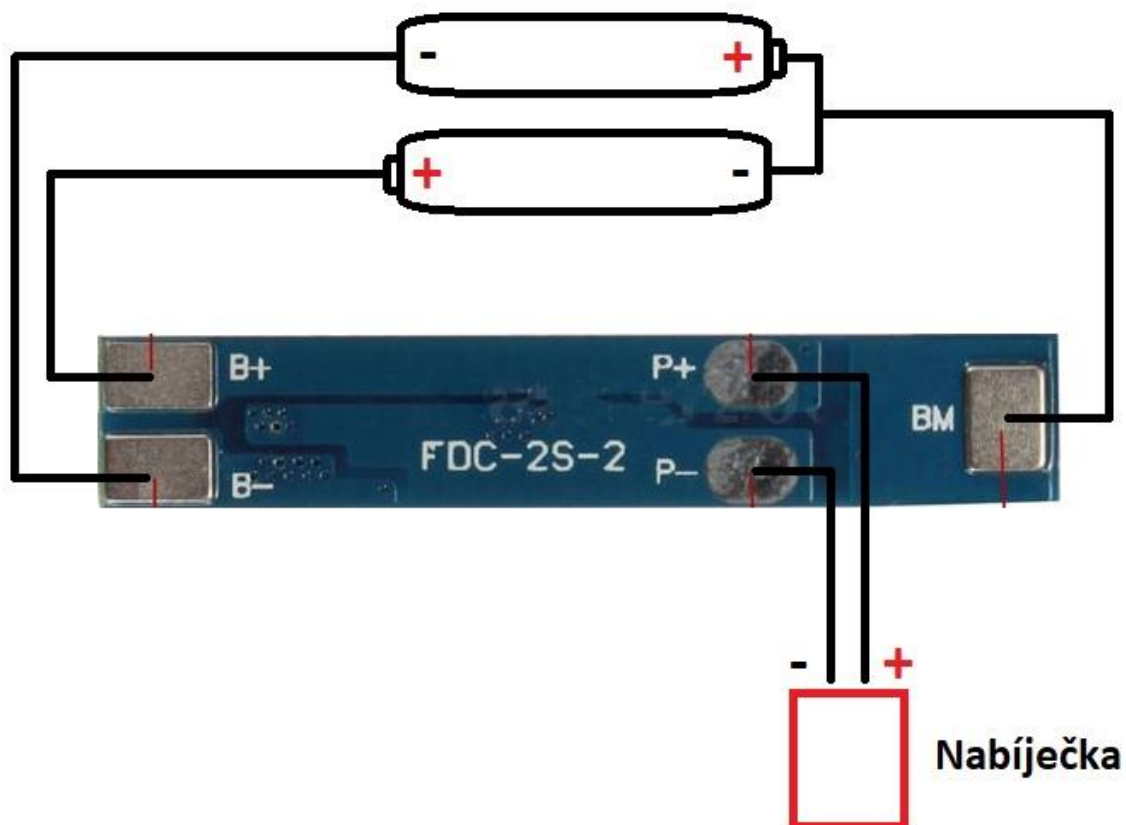 - +
+ -
B+ P+
BM
FDC-2S-2
B- P-
- +
Nabíječka